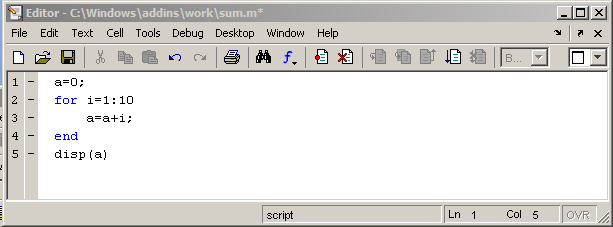 Editor - C:\Windows\addins\work\sum.m*
File Edit Text Cell Tools Debug Desktop Window Help
B...
1 - a=0;
2 - for i=1:10
3 - a=a+i;
4 - end
5 - disp(a)
script Ln 1 Col 5 OVR